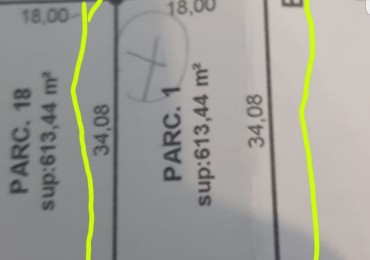 18,00
18,00
PARC. 18
sup:613,44 m²
34,08
PARC. 1
sup:613,44 m²
34,08